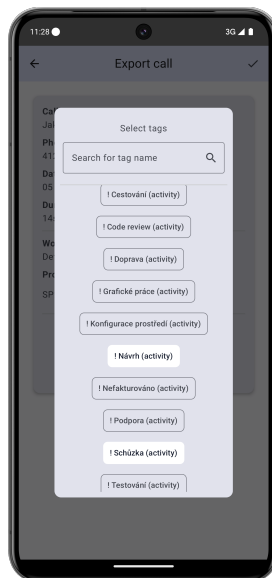 11:28
3G
Export call
Select tags
Search for tag name
! Cestování (activity)
! Code review (activity)
! Doprava (activity)
! Grafické práce (activity)
! Konfigurace prostředí (activity)
! Návrh (activity)
! Nefakturováno (activity)
! Podpora (activity)
! Schůzka (activity)
! Testování (activity)